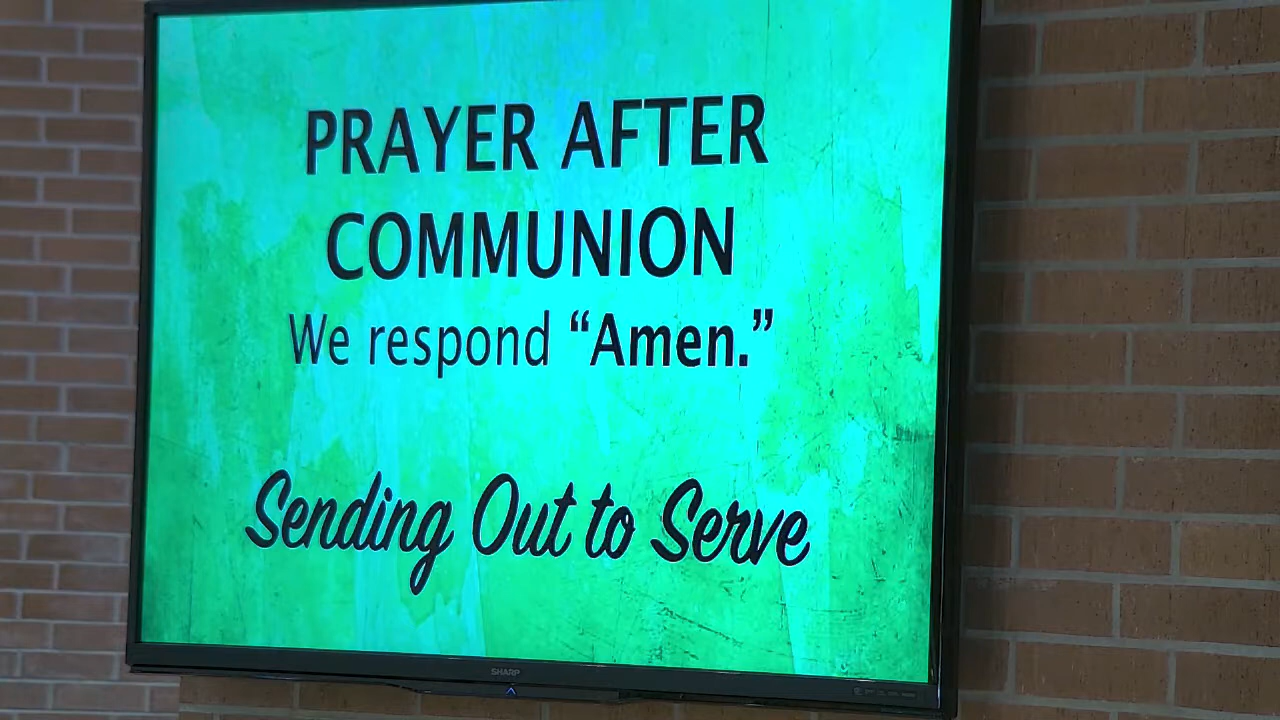 PRAYER AFTER
COMMUNION
We respond “Amen.”
Sending Out to Serve
SHARP